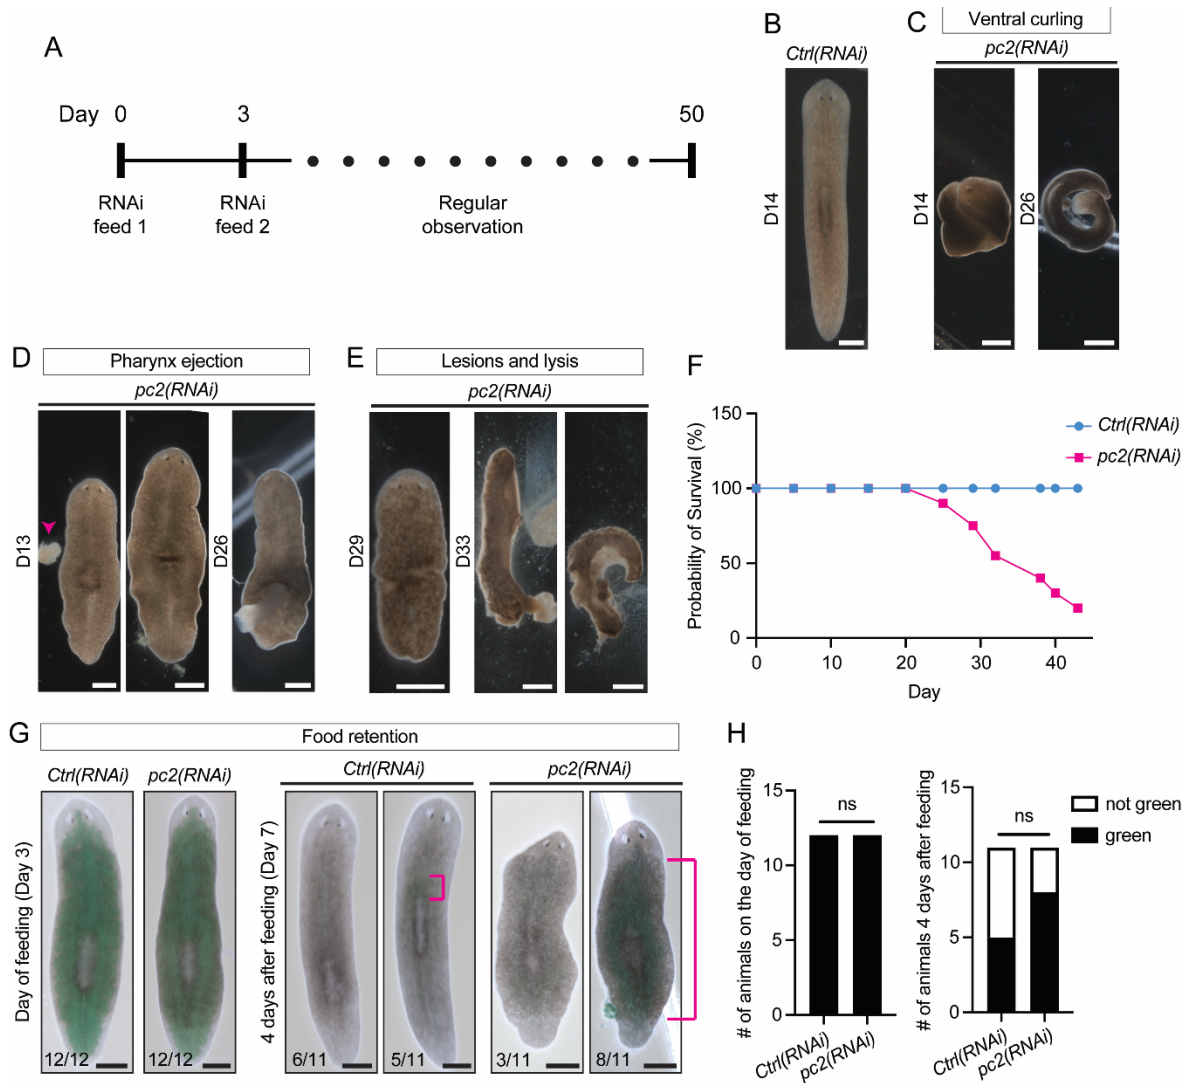 A
Day 0 3 50
RNAi
feed 1
RNAi
feed 2
Regular
observation
B
Ctrl(RNAi)
D14
C
Ventral curling
pc2(RNAi)
D14
D26
D
Pharynx ejection
pc2(RNAi)
D13
D26
E
Lesions and lysis
pc2(RNAi)
D29
D33
F
Probability of Survival (%)
150
100
50
0
0 10 20 30 40
Day
Ctrl(RNAi)
pc2(RNAi)
G
Food retention
Ctrl(RNAi) pc2(RNAi)
Day of feeding (Day 3)
12/12 12/12
Ctrl(RNAi) pc2(RNAi)
4 days after feeding (Day 7)
6/11 5/11 3/11 8/11
H
# of animals on the day of feeding
15
10
5
0
ns
Ctrl(RNAi)
pc2(RNAi)
# of animals 4 days after feeding
15
10
5
0
ns
Ctrl(RNAi)
pc2(RNAi)
not green
green